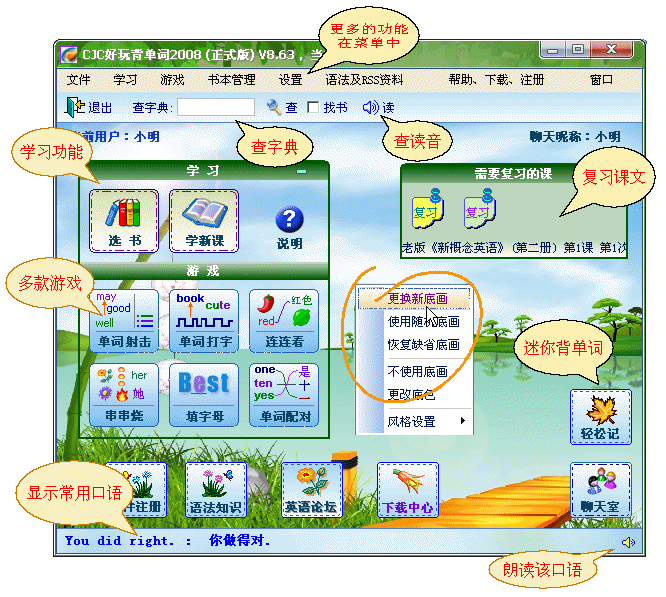 更多的功能
在菜单中
CJC好玩背单词2008 (正式版) V8.63 , 当
文件 学习 游戏 书本管理 设置 语法及RSS资料 帮助、下载、注册 窗口
退出 查字典: 查 找书 读
前用户：小明
聊天昵称：小明
查字典
查读音
学习功能
学 习
需要复习的课
复习课文
复习 复习
选 书 学新课 说明
老版《新概念英语》(第二册) 第1课 第1次
游 戏
多款游戏
may
good
well
单词射击
book
cute
单词打字
红色
red
连连看
更换新底画
使用随机底画
恢复缺省底画
不使用底画
更改底色
风格设置
迷你背单词
her
她
串串烧
Best
填字母
one
ten
yes
是
十
一
单词配对
轻松记
显示常用口语
件注册 语法知识 英语论坛 下载中心 聊天室
You did right. : 你做得对.
朗读该口语